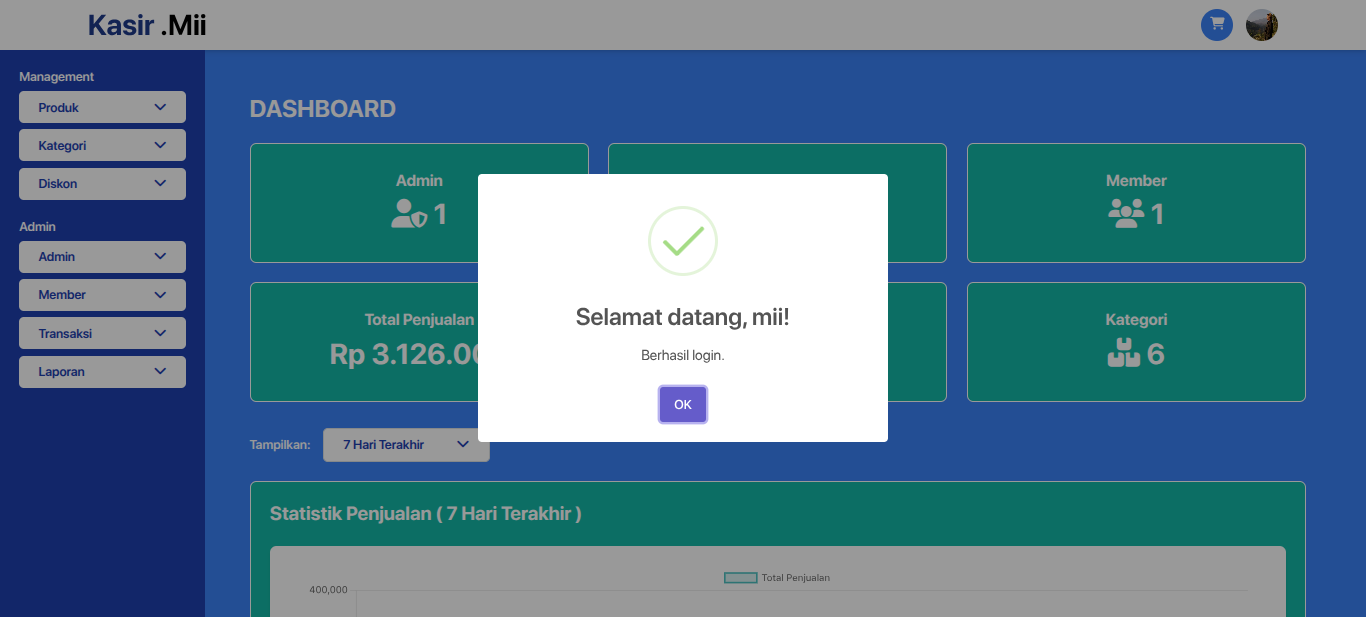 Kasir .Mii
Management
Produk
Kategori
Diskon
Admin
Admin
Member
Transaksi
Laporan
DASHBOARD
Admin
1
Member
1
Total Penjualan
Rp 3.126.0
Kategori
6
Selamat datang, mii!
Berhasil login.
OK
Tampilkan:
7 Hari Terakhir
Statistik Penjualan ( 7 Hari Terakhir )
Total Penjualan
400,000